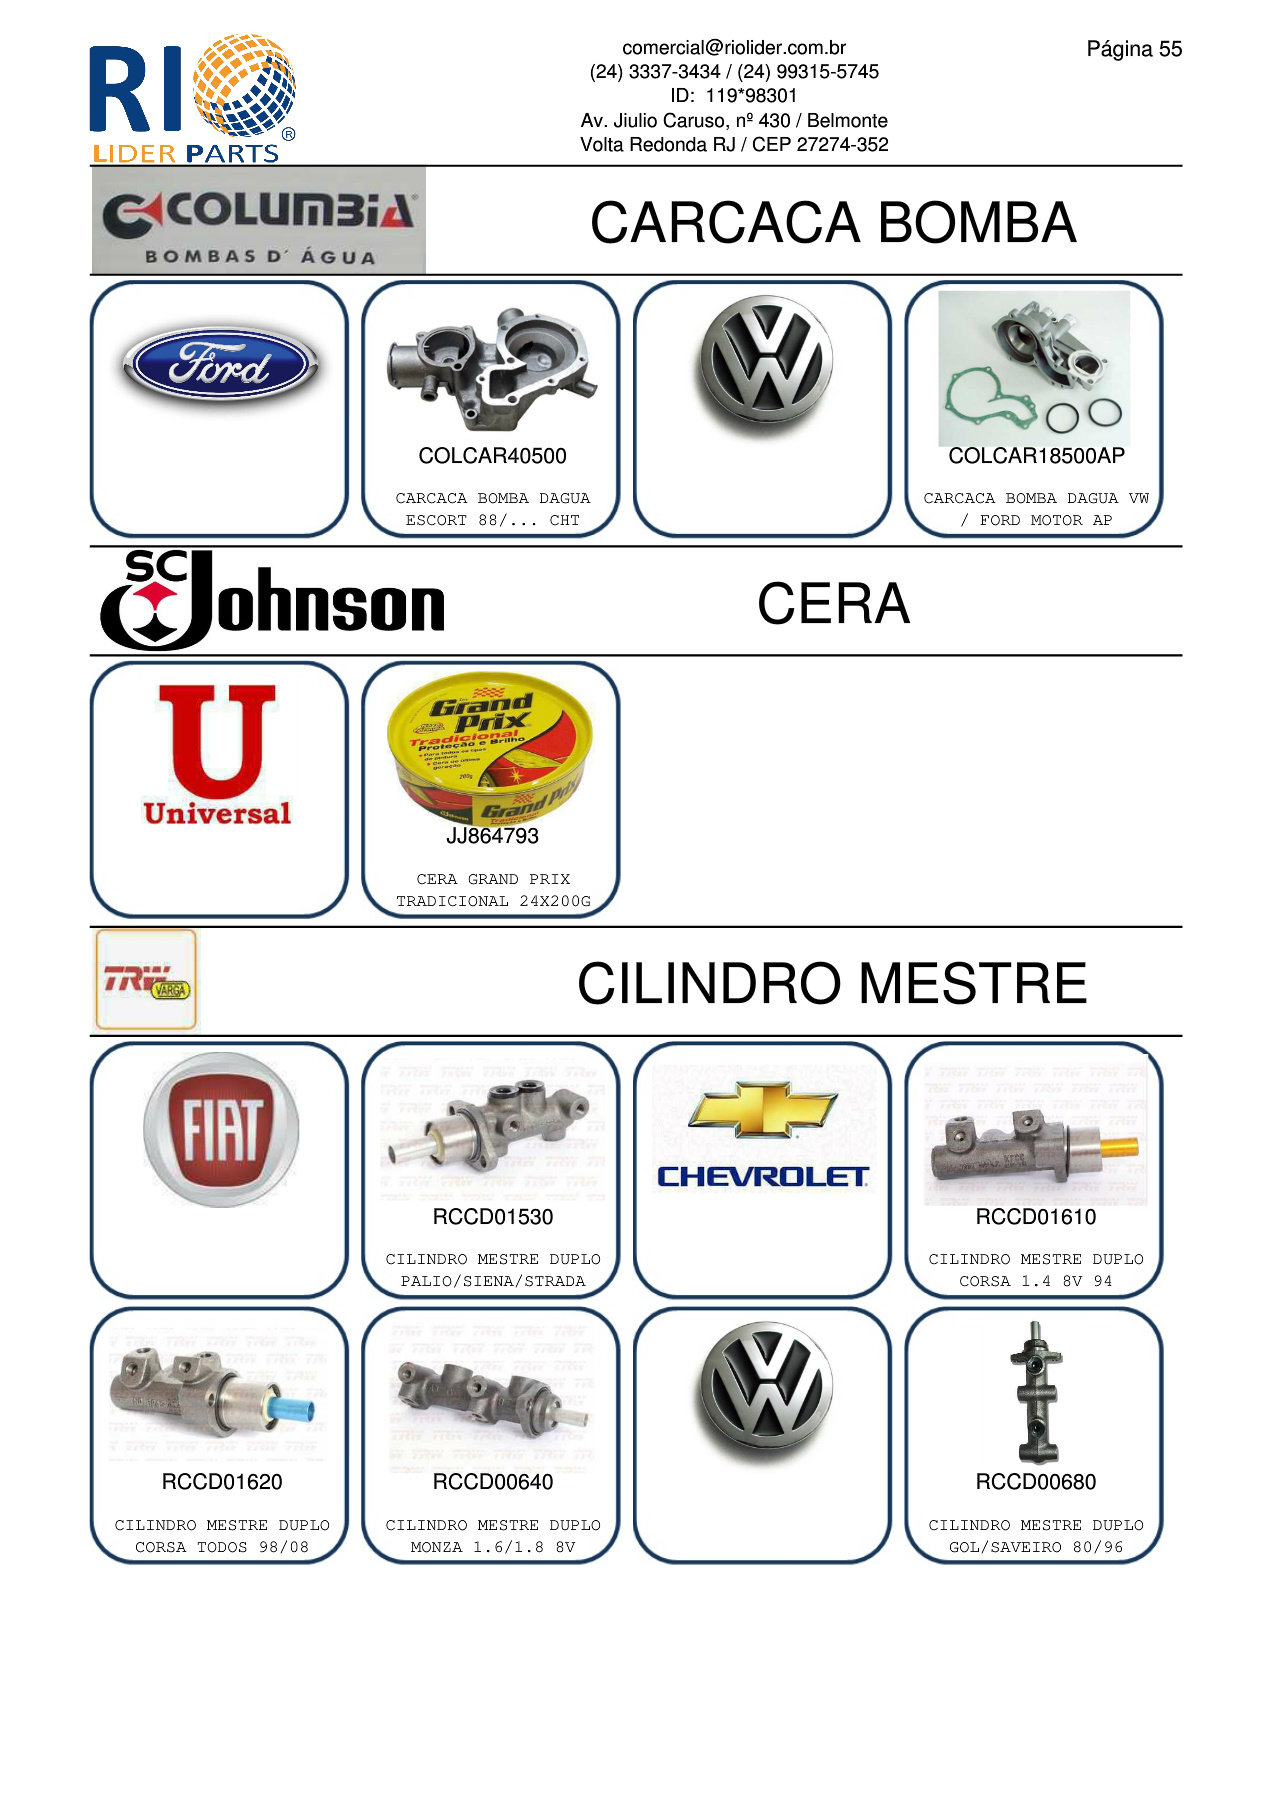 RIO
LIDER PARTS
®
comercial@riolider.com.br
(24) 3337-3434 / (24) 99315-5745
ID: 119*98301
Av. Jiulio Caruso, nº 430 / Belmonte
Volta Redonda RJ / CEP 27274-352
Página 55
COLUMBIA
BOMBAS D´ ÁGUA
CARCACA BOMBA
Ford
COLCAR40500
CARCACA BOMBA DAGUA
ESCORT 88/... CHT
VW
COLCAR18500AP
CARCACA BOMBA DAGUA VW
/ FORD MOTOR AP
SC Johnson
CERA
U
Universal
Grand
Prix
Tradicional
Proteção e Brilho
200g
Grand Prix
Tradicional
JJ864793
CERA GRAND PRIX
TRADICIONAL 24X200G
TRW
VARGA
CILINDRO MESTRE
FIAT
RCCD01530
CILINDRO MESTRE DUPLO
PALIO/SIENA/STRADA
CHEVROLET
RCCD01610
CILINDRO MESTRE DUPLO
CORSA 1.4 8V 94
RCCD01620
CILINDRO MESTRE DUPLO
CORSA TODOS 98/08
RCCD00640
CILINDRO MESTRE DUPLO
MONZA 1.6/1.8 8V
VW
RCCD00680
CILINDRO MESTRE DUPLO
GOL/SAVEIRO 80/96